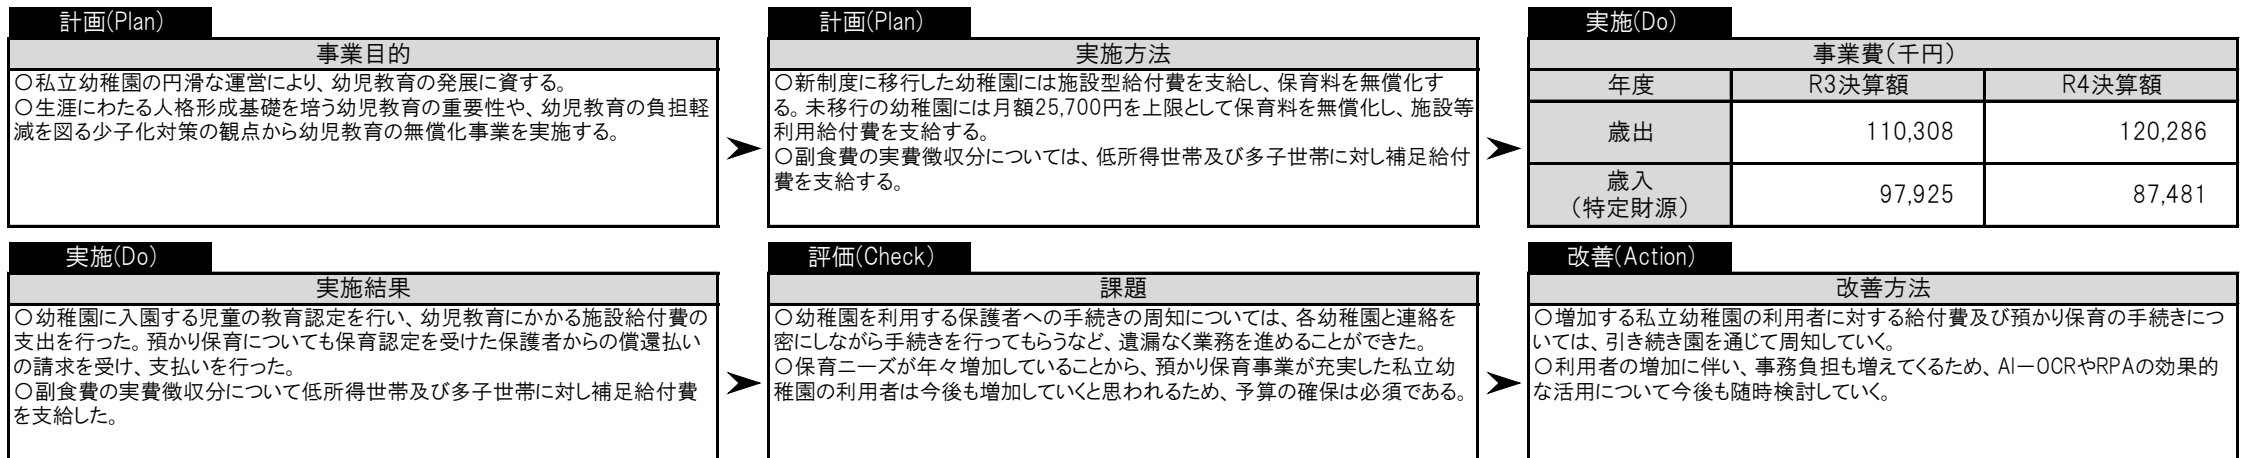 計画(Plan)
事業目的
○私立幼稚園の円滑な運営により、幼児教育の発展に資する。
○生涯にわたる人格形成基礎を培う幼児教育の重要性や、幼児教育の負担軽
減を図る少子化対策の観点から幼児教育の無償化事業を実施する。
計画(Plan)
実施方法
○新制度に移行した幼稚園には施設型給付費を支給し、保育料を無償化す
る。未移行の幼稚園には月額25,700円を上限として保育料を無償化し、施設等
利用給付費を支給する。
○副食費の実費徴収分については、低所得世帯及び多子世帯に対し補足給付
費を支給する。
実施(Do)
事業費(千円)
年度 R3決算額 R4決算額
歳出 110,308 120,286
歳入
(特定財源) 97,925 87,481
実施(Do)
実施結果
○幼稚園に入園する児童の教育認定を行い、幼児教育にかかる施設給付費の
支出を行った。預かり保育についても保育認定を受けた保護者からの償還払い
の請求を受け、支払いを行った。
○副食費の実費徴収分について低所得世帯及び多子世帯に対し補足給付費
を支給した。
評価(Check)
課題
○幼稚園を利用する保護者への手続きの周知については、各幼稚園と連絡を
密にしながら手続きを行ってもらうなど、遺漏なく業務を進めることができた。
○保育ニーズが年々増加していることから、預かり保育事業が充実した私立幼
稚園の利用者は今後も増加していくと思われるため、予算の確保は必須である。
改善(Action)
改善方法
○増加する私立幼稚園の利用者に対する給付費及び預かり保育の手続きにつ
いては、引き続き園を通じて周知していく。
○利用者の増加に伴い、事務負担も増えてくるため、AI－OCRやRPAの効果的
な活用について今後も随時検討していく。